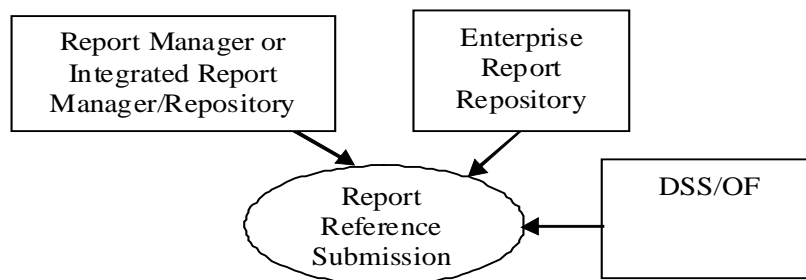 Report Manager or
Integrated Report
Manager/Repository
Enterprise
Report
Repository
DSS/OF
Report
Reference
Submission